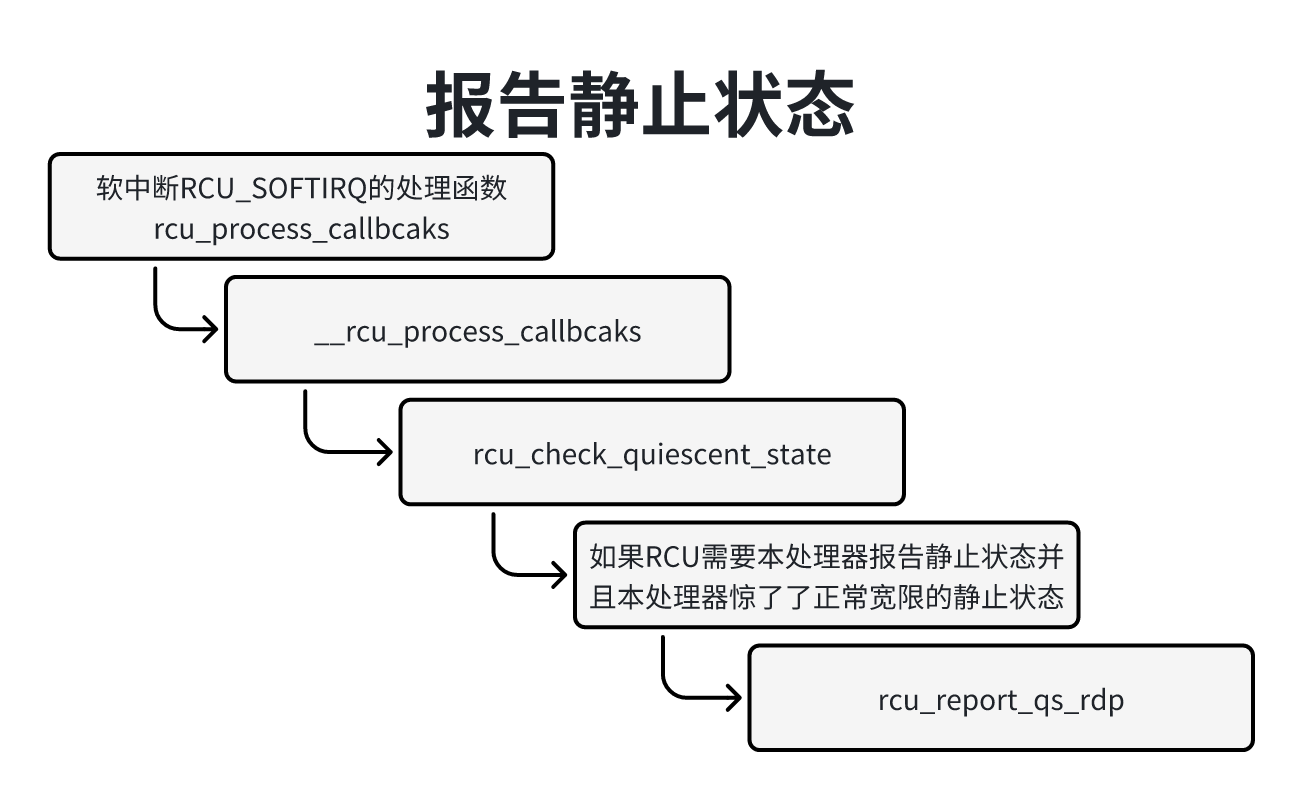 报告静止状态
软中断RCU_SOFTIRQ的处理函数
rcu_process_callbcaks
__rcu_process_callbcaks
rcu_check_quiescent_state
如果RCU需要本处理器报告静止状态并
且本处理器惊了了正常宽限的静止状态
rcu_report_qs_rdp